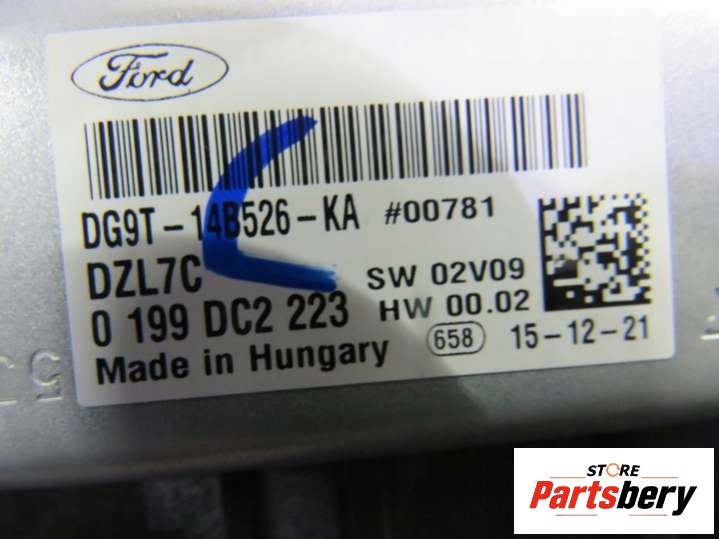 Ford
DG9T-14B526-KA #00781
DZL7C SW 02V09
0 199 DC2 223 HW 00.02
Made in Hungary 658 15-12-21
STORE
Partsbery